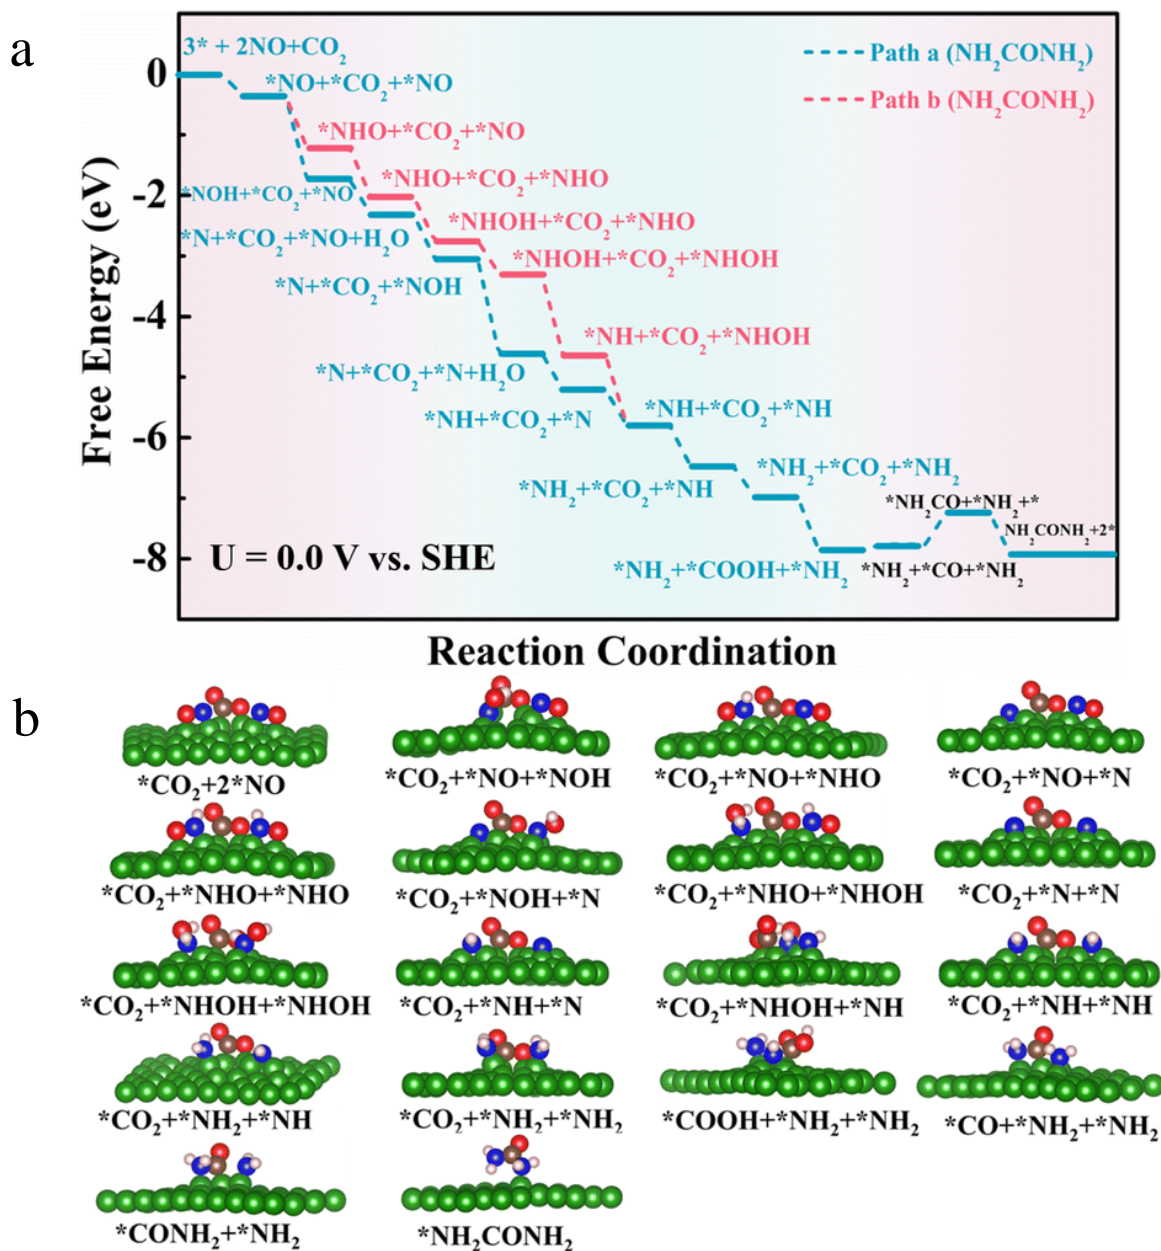 a
3* + 2NO+CO₂
0
*NO+*CO₂+*NO
Path a (NH₂CONH₂)
Path b (NH₂CONH₂)
*NHO+*CO₂+*NO
*NHO+*CO₂+*NHO
-2
*NOH+*CO₂+*NO
*NHOH+*CO₂+*NHO
*N+*CO₂+*NO+H₂O
*NHOH+*CO₂+*NHOH
*N+*CO₂+*NOH
-4
*NH+*CO₂+*NHOH
*N+*CO₂+*N+H₂O
*NH+*CO₂+*NH
*NH+*CO₂+*N
-6
*NH₂+*CO₂+*NH₂
*NH₂+*CO₂+*NH
*NH₂CO+*NH₂+*
NH₂CONH₂+2*
-8
U = 0.0 V vs. SHE
*NH₂+*COOH+*NH₂
*NH₂+*CO+*NH₂
Free Energy (eV)
Reaction Coordination
b
*CO₂+2*NO
*CO₂+*NO+*NOH
*CO₂+*NO+*NHO
*CO₂+*NO+*N
*CO₂+*NHO+*NHO
*CO₂+*NOH+*N
*CO₂+*NHO+*NHOH
*CO₂+*N+*N
*CO₂+*NHOH+*NHOH
*CO₂+*NH+*N
*CO₂+*NHOH+*NH
*CO₂+*NH+*NH
*CO₂+*NH₂+*NH
*CO₂+*NH₂+*NH₂
*COOH+*NH₂+*NH₂
*CO+*NH₂+*NH₂
*CONH₂+*NH₂
*NH₂CONH₂